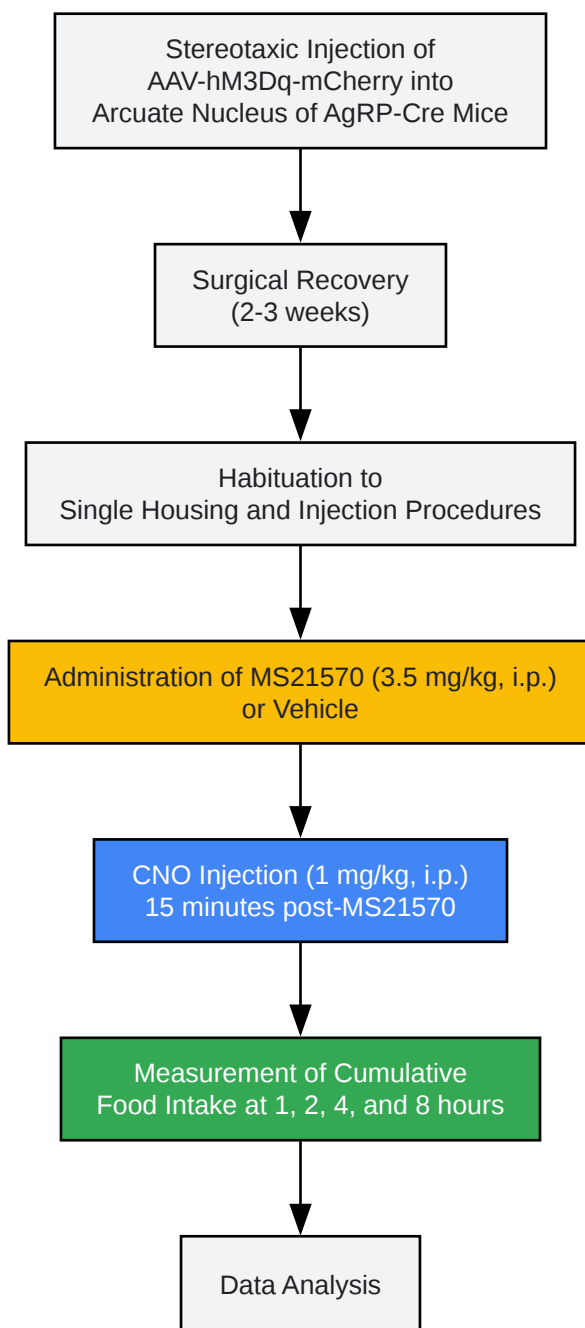 Stereotaxic Injection of
AAV-hM3Dq-mCherry into
Arcuate Nucleus of AgRP-Cre Mice
Surgical Recovery
(2-3 weeks)
Habituation to
Single Housing and Injection Procedures
Administration of MS21570 (3.5 mg/kg, i.p.)
or Vehicle
CNO Injection (1 mg/kg, i.p.)
15 minutes post-MS21570
Measurement of Cumulative
Food Intake at 1, 2, 4, and 8 hours
Data Analysis